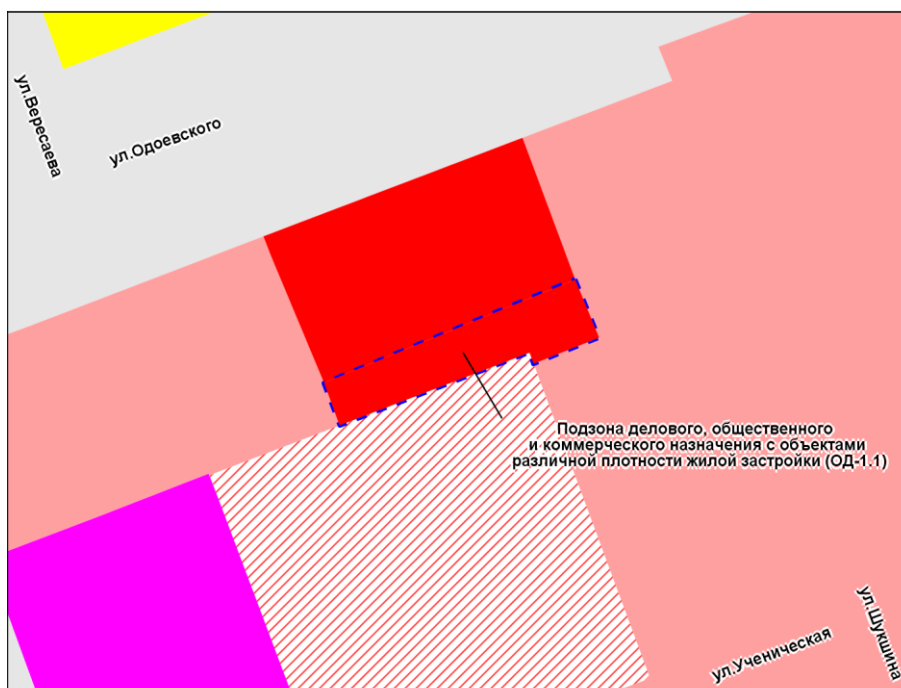 ул.Вересаева
ул.Одоевского
Подзона делового, общественного
и коммерческого назначения с объектами
различной плотности жилой застройки (ОД-1.1)
ул.Ученическая
ул.Шукшина